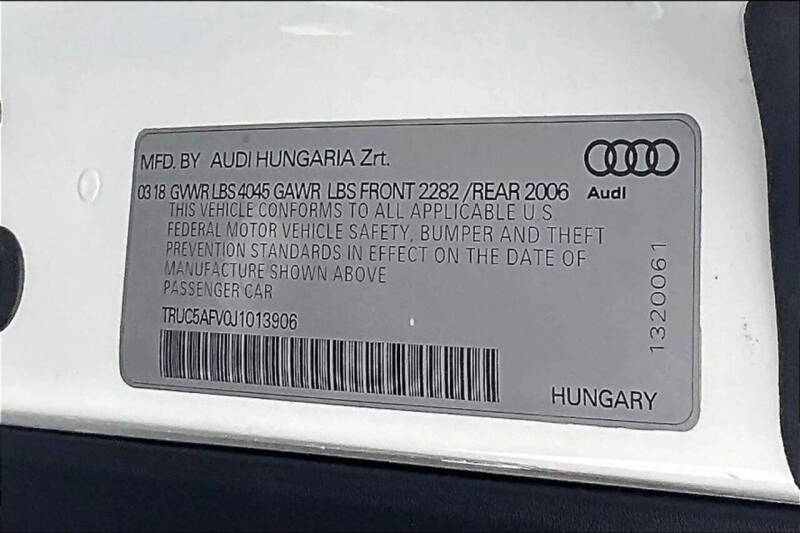 MFD. BY AUDI HUNGARIA Zrt.
0318 GVWR LBS 4045 GAWR LBS FRONT 2282 / REAR 2006
Audi
THIS VEHICLE CONFORMS TO ALL APPLICABLE U.S
FEDERAL MOTOR VEHICLE SAFETY, BUMPER AND THEFT
PREVENTION STANDARDS IN EFFECT ON THE DATE OF
MANUFACTURE SHOWN ABOVE
PASSENGER CAR
TRUC5AFV0J1013906
1320061
HUNGARY